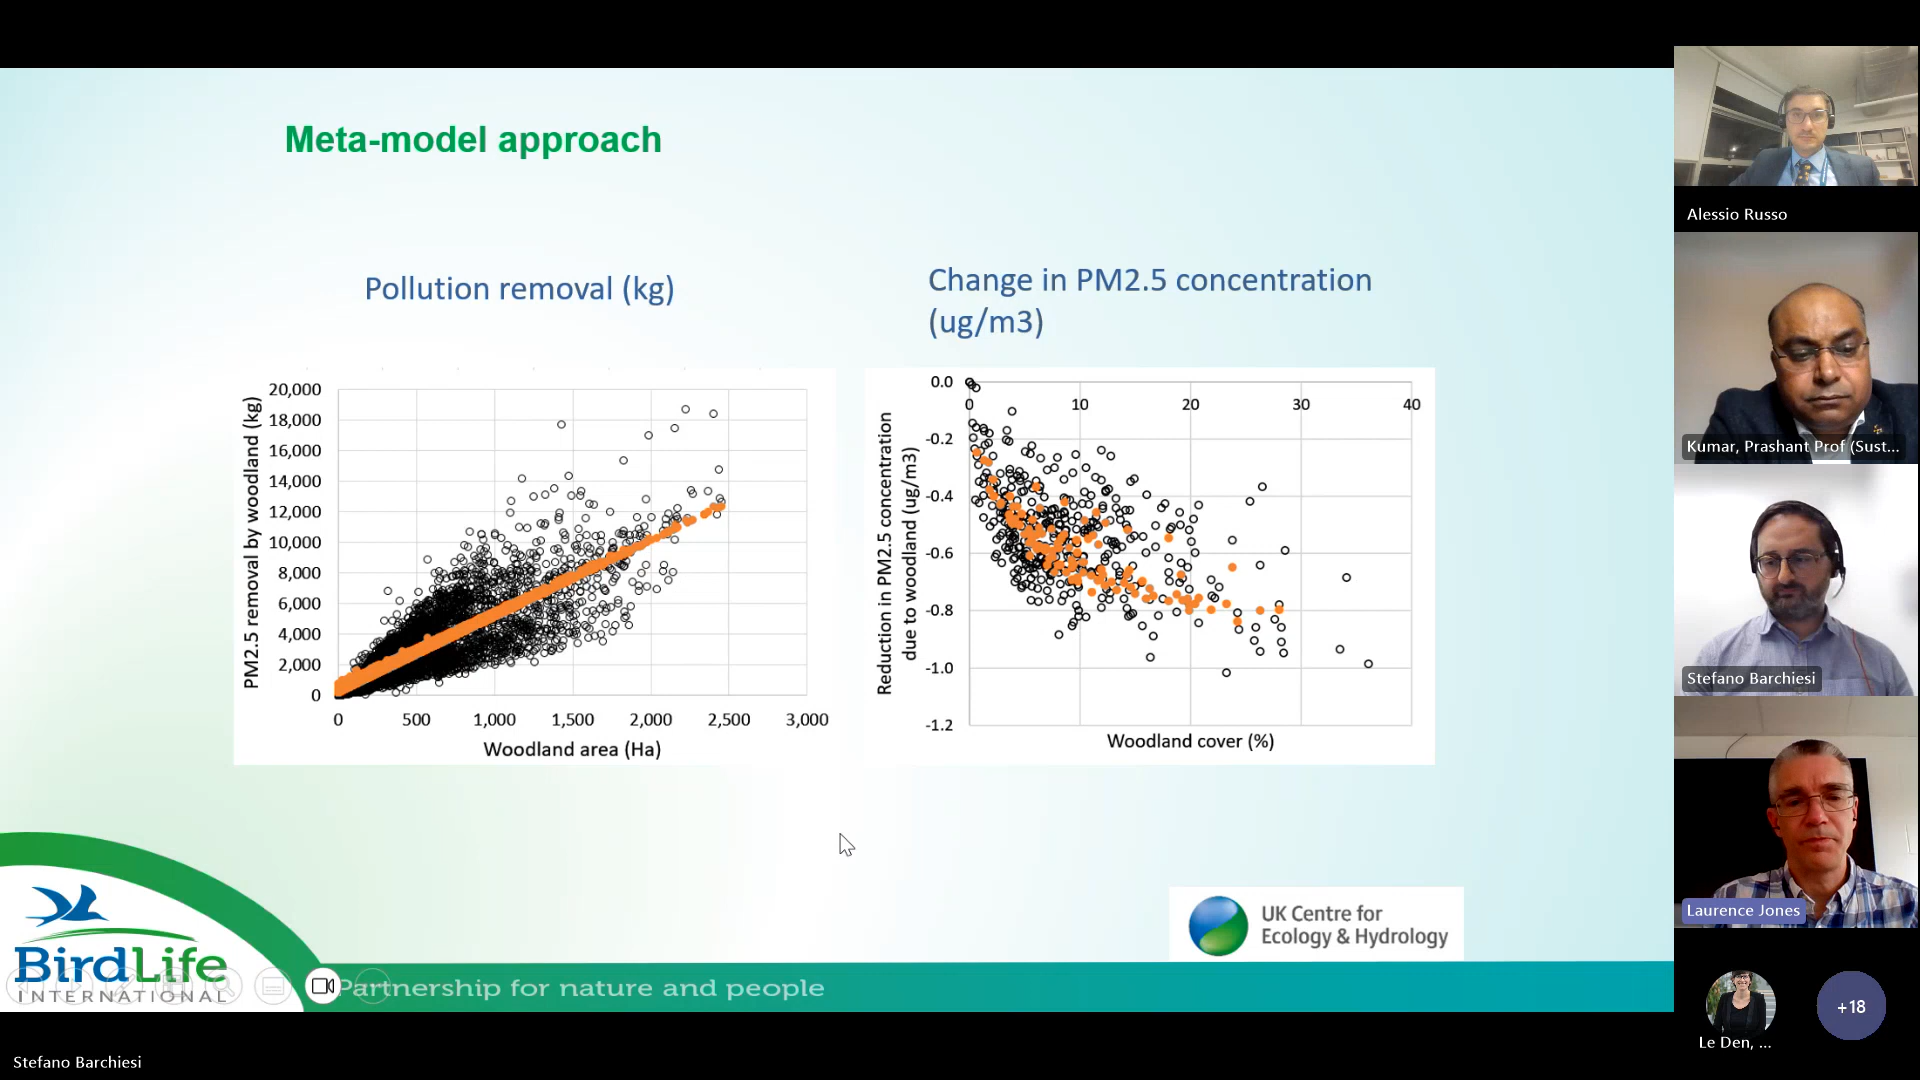 Meta-model approach
Pollution removal (kg)
Change in PM2.5 concentration
(ug/m3)
PM2.5 removal by woodland (kg)
20,000
18,000
16,000
14,000
12,000
10,000
8,000
6,000
4,000
2,000
0
0 500 1,000 1,500 2,000 2,500 3,000
Woodland area (Ha)
Reduction in PM2.5 concentration
due to woodland (ug/m3)
0.0
0 10 20 30 40
-0.2
-0.4
-0.6
-0.8
-1.0
-1.2
Woodland cover (%)
UK Centre for
Ecology & Hydrology
BirdLife
INTERNATIONAL
Partnership for nature and people
Stefano Barchiesi
Alessio Russo
Kumar, Prashant Prof (Sust...
Stefano Barchiesi
Laurence Jones
Le Den, ...
+18